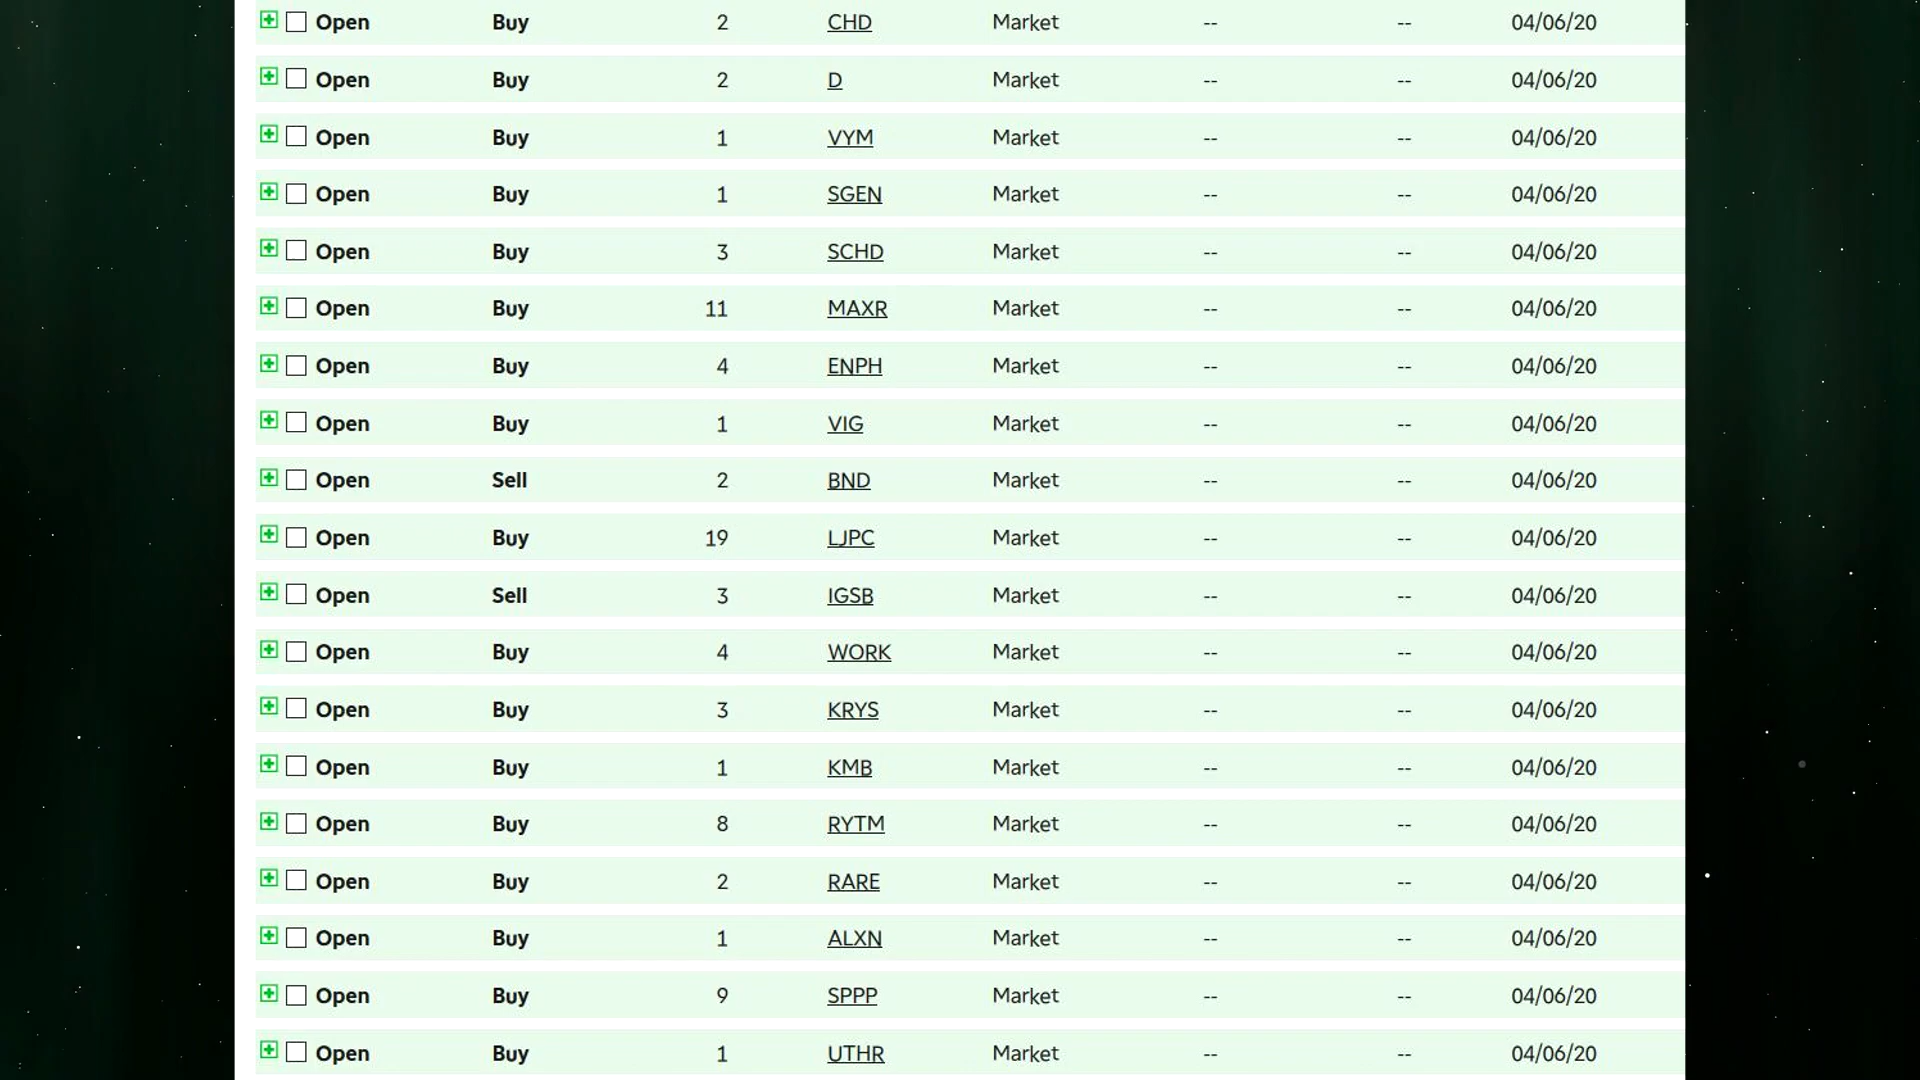 Open Buy 2 CHD Market -- -- 04/06/20
Open Buy 2 D Market -- -- 04/06/20
Open Buy 1 VYM Market -- -- 04/06/20
Open Buy 1 SGEN Market -- -- 04/06/20
Open Buy 3 SCHD Market -- -- 04/06/20
Open Buy 11 MAXR Market -- -- 04/06/20
Open Buy 4 ENPH Market -- -- 04/06/20
Open Buy 1 VIG Market -- -- 04/06/20
Open Sell 2 BND Market -- -- 04/06/20
Open Buy 19 LJPC Market -- -- 04/06/20
Open Sell 3 IGSB Market -- -- 04/06/20
Open Buy 4 WORK Market -- -- 04/06/20
Open Buy 3 KRYS Market -- -- 04/06/20
Open Buy 1 KMB Market -- -- 04/06/20
Open Buy 8 RYTM Market -- -- 04/06/20
Open Buy 2 RARE Market -- -- 04/06/20
Open Buy 1 ALXN Market -- -- 04/06/20
Open Buy 9 SPPP Market -- -- 04/06/20
Open Buy 1 UTHR Market -- -- 04/06/20